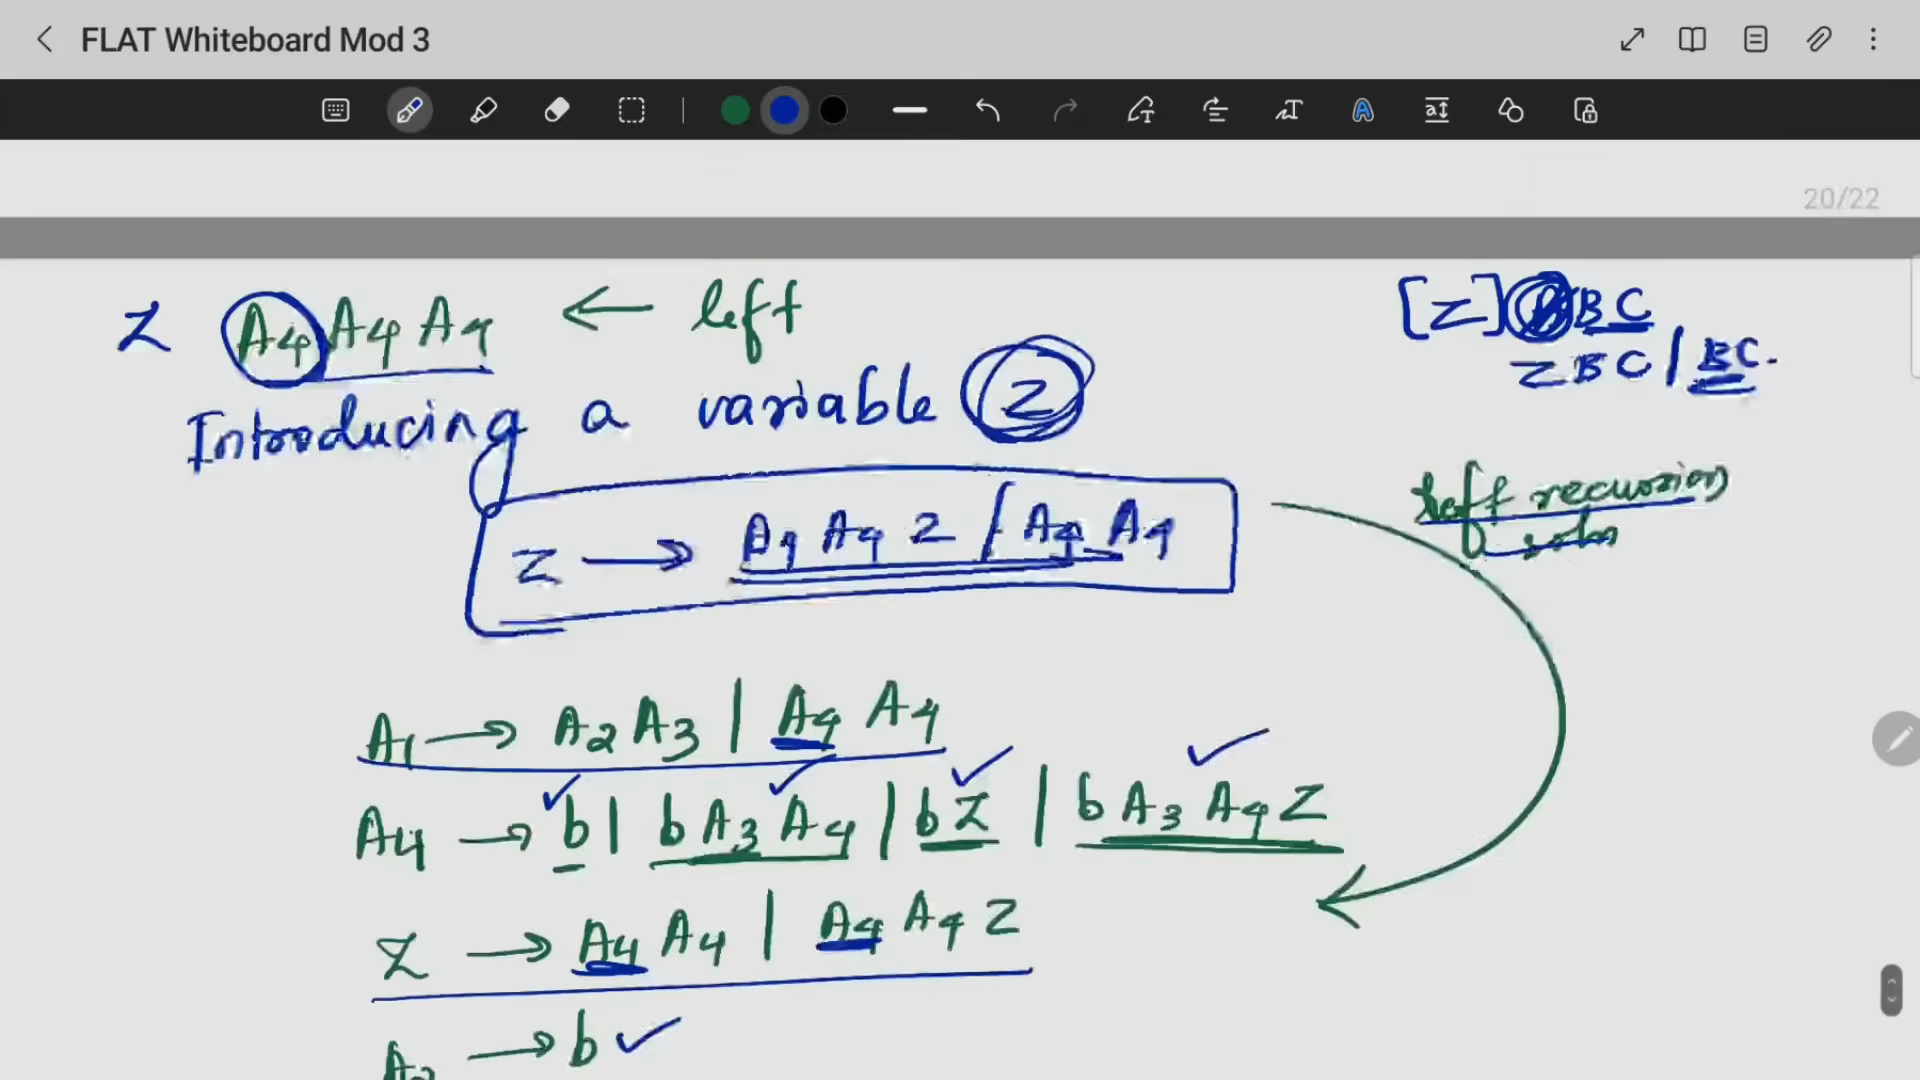 FLAT Whiteboard Mod 3
20/22
Z A4 A4 A4 ← left
[Z] BC
ZBC | BC.
Introducing a variable Z
left recursion
Z → A4 A4 Z | A4 A4
A1 → A2 A3 | A4 A4
A4 → b | b A3 A4 | b Z | b A3 A4 Z
Z → A4 A4 | A4 A4 Z
→ b